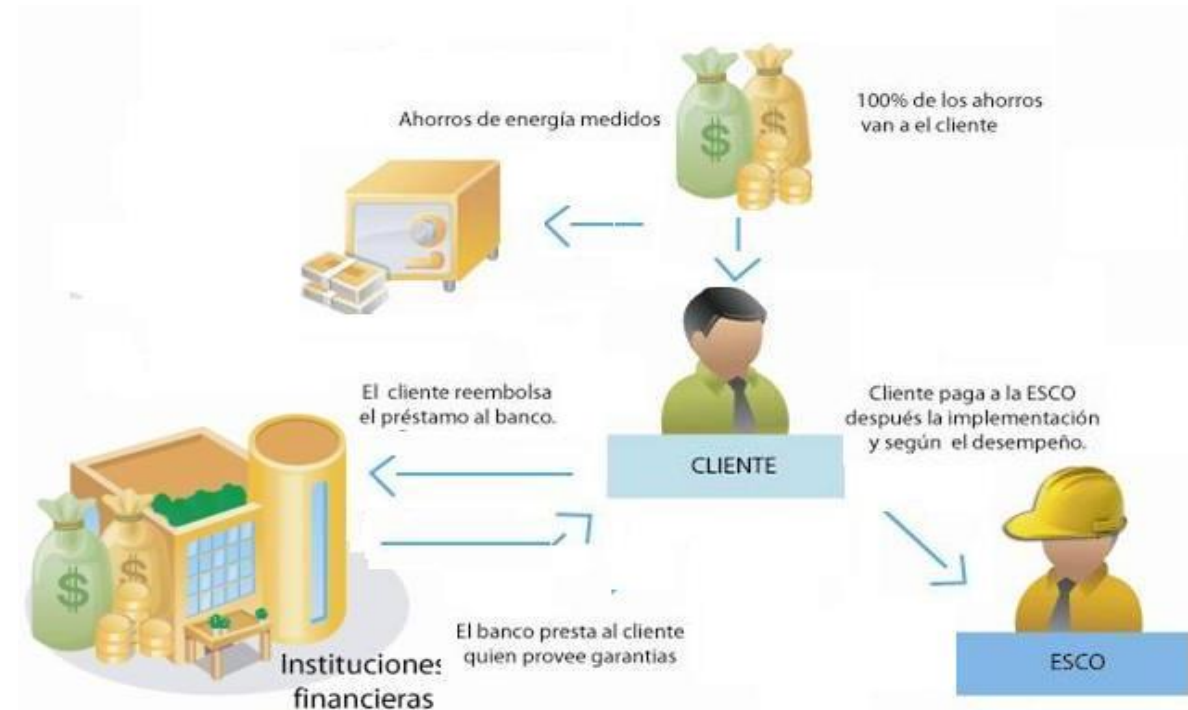 Ahorros de energía medidos
100% de los ahorros
van a el cliente
$
$
El cliente reembolsa
el préstamo al banco.
Cliente paga a la ESCO
después la implementación
y según el desempeño.
CLIENTE
$
$
El banco presta al cliente
quien provee garantias
Instituciones
financieras
ESCO